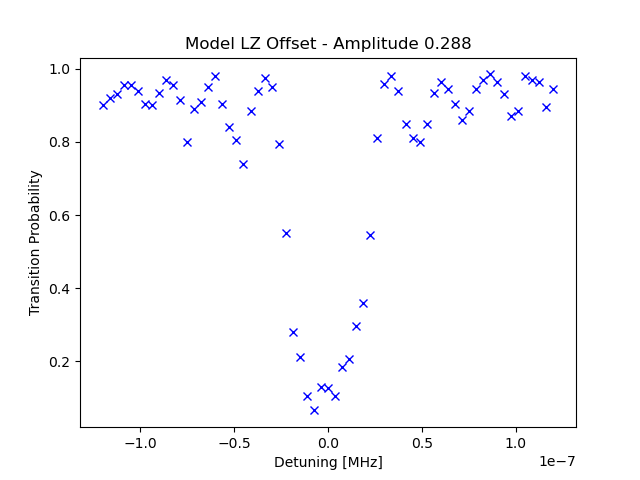 Model LZ Offset - Amplitude 0.288
Transition Probability
1.0
0.8
0.6
0.4
0.2
−1.0 −0.5 0.0 0.5 1.0
1e−7
Detuning [MHz]